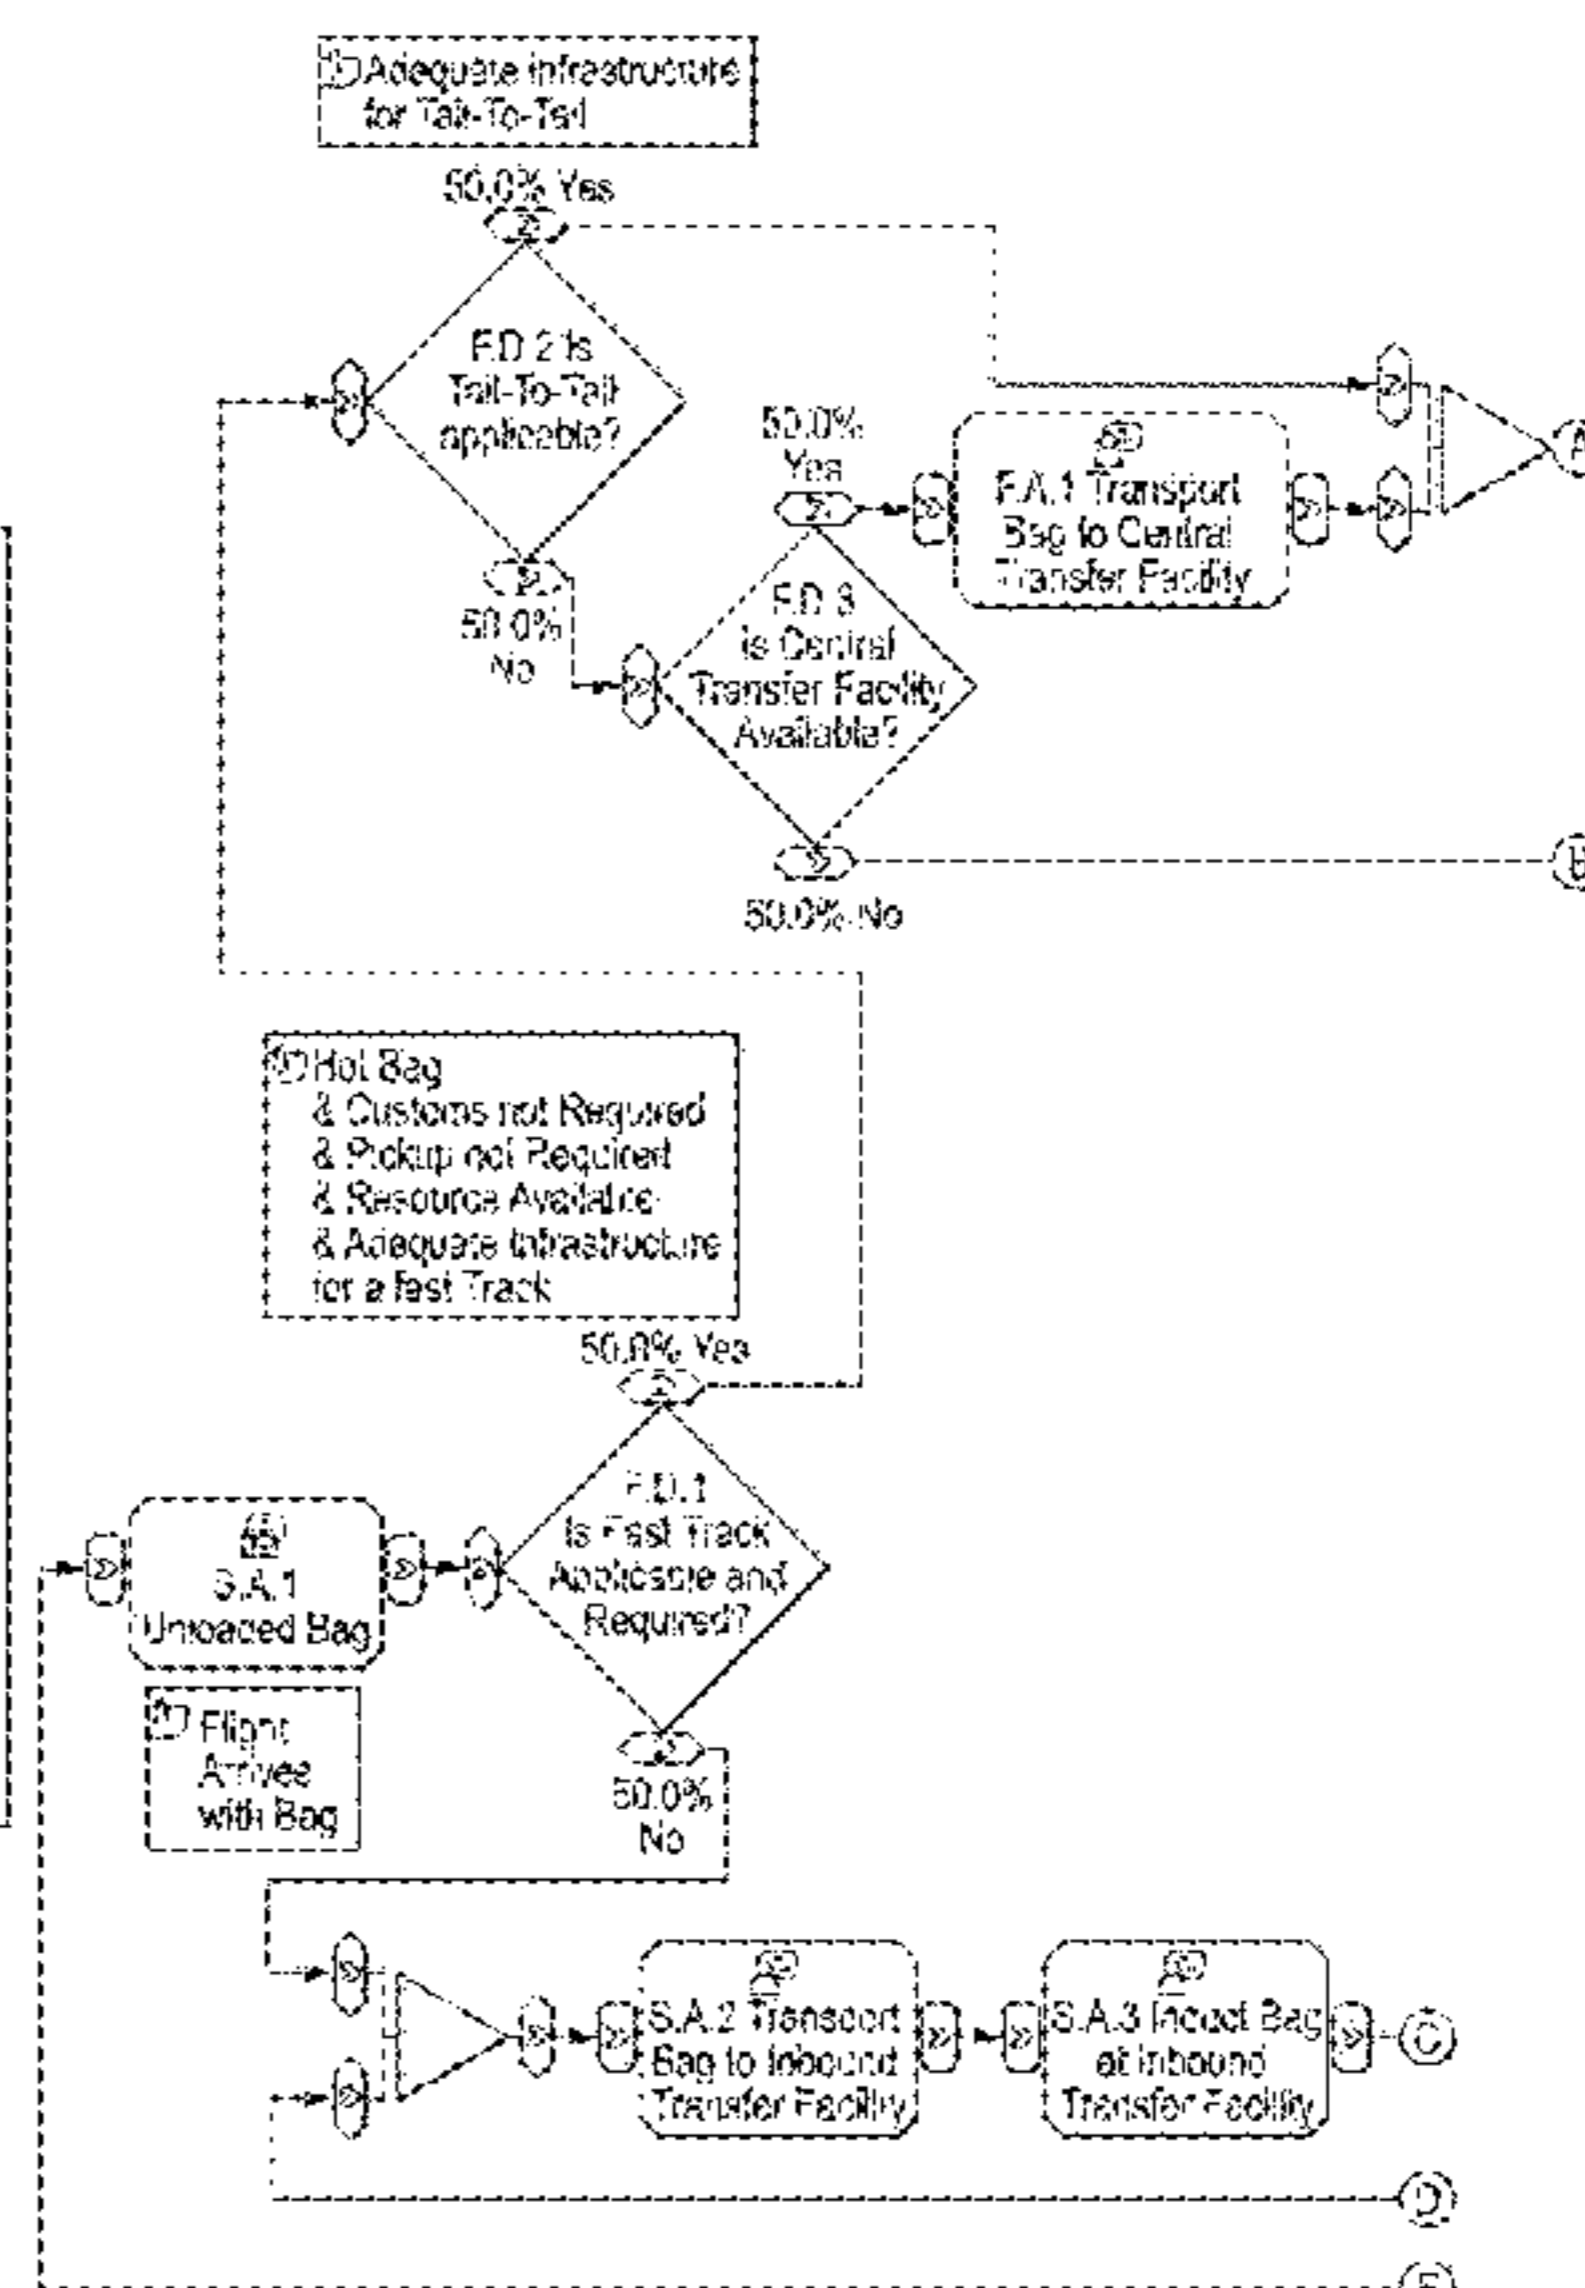 Adequate Infrastructure
for Tail-To-Tail
50.0% Yes
F.D.2 Is
Tail-To-Tail
applicable?
50.0%
No
50.0%
Yes
F.A.1 Transport
Bag to Central
Transfer Facility
A
F.D.3
Is Central
Transfer Facility
Available?
50.0% No
B
Hot Bag
& Customs not Required
& Pickup not Required
& Resource Available
& Adequate Infrastructure
for a fast Track
50.0% Yes
F.D.1
Is Fast Track
Applicable and
Required?
50.0%
No
S.A.1
Unloaded Bag
Flight
Arrives
with Bag
S.A.2 Transport
Bag to Inbound
Transfer Facility
S.A.3 Induct Bag
at Inbound
Transfer Facility
C
D
E